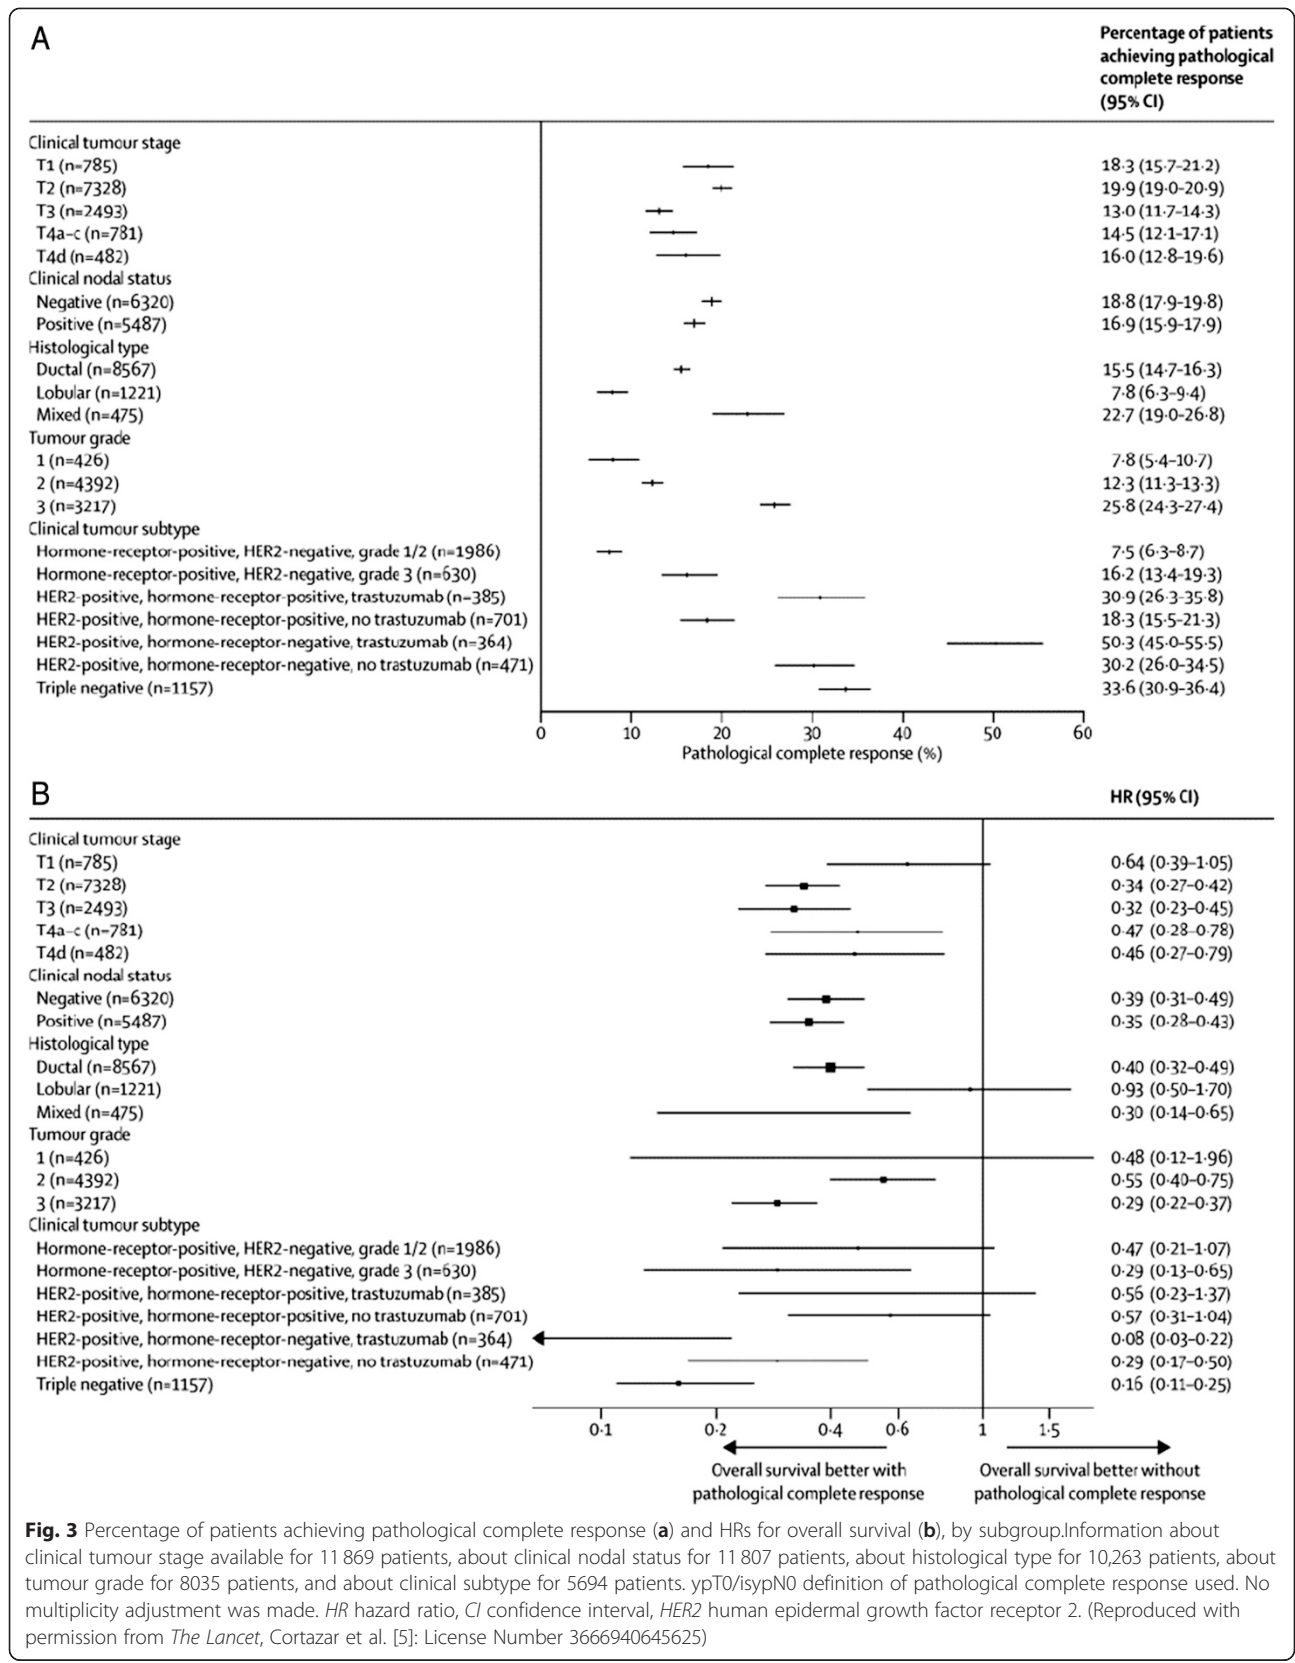 A
Percentage of patients
achieving pathological
complete response
(95% CI)
Clinical tumour stage
T1 (n=785) 18·3 (15·7–21·2)
T2 (n=7328) 19·9 (19·0–20·9)
T3 (n=2493) 13·0 (11·7–14·3)
T4a–c (n=781) 14·5 (12·1–17·1)
T4d (n=482) 16·0 (12·8–19·6)
Clinical nodal status
Negative (n=6320) 18·8 (17·9–19·8)
Positive (n=5487) 16·9 (15·9–17·9)
Histological type
Ductal (n=8567) 15·5 (14·7–16·3)
Lobular (n=1221) 7·8 (6·3–9·4)
Mixed (n=475) 22·7 (19·0–26·8)
Tumour grade
1 (n=426) 7·8 (5·4–10·7)
2 (n=4392) 12·3 (11·3–13·3)
3 (n=3217) 25·8 (24·3–27·4)
Clinical tumour subtype
Hormone-receptor-positive, HER2-negative, grade 1/2 (n=1986) 7·5 (6·3–8·7)
Hormone-receptor-positive, HER2-negative, grade 3 (n=630) 16·2 (13·4–19·3)
HER2-positive, hormone-receptor-positive, trastuzumab (n=385) 30·9 (26·3–35·8)
HER2-positive, hormone-receptor-positive, no trastuzumab (n=701) 18·3 (15·5–21·3)
HER2-positive, hormone-receptor-negative, trastuzumab (n=364) 50·3 (45·0–55·5)
HER2-positive, hormone-receptor-negative, no trastuzumab (n=471) 30·2 (26·0–34·5)
Triple negative (n=1157) 33·6 (30·9–36·4)
0 10 20 30 40 50 60
Pathological complete response (%)
B
HR (95% CI)
Clinical tumour stage
T1 (n=785) 0·64 (0·39–1·05)
T2 (n=7328) 0·34 (0·27–0·42)
T3 (n=2493) 0·32 (0·23–0·45)
T4a–c (n=781) 0·47 (0·28–0·78)
T4d (n=482) 0·46 (0·27–0·79)
Clinical nodal status
Negative (n=6320) 0·39 (0·31–0·49)
Positive (n=5487) 0·35 (0·28–0·43)
Histological type
Ductal (n=8567) 0·40 (0·32–0·49)
Lobular (n=1221) 0·93 (0·50–1·70)
Mixed (n=475) 0·30 (0·14–0·65)
Tumour grade
1 (n=426) 0·48 (0·12–1·96)
2 (n=4392) 0·55 (0·40–0·75)
3 (n=3217) 0·29 (0·22–0·37)
Clinical tumour subtype
Hormone-receptor-positive, HER2-negative, grade 1/2 (n=1986) 0·47 (0·21–1·07)
Hormone-receptor-positive, HER2-negative, grade 3 (n=630) 0·29 (0·13–0·65)
HER2-positive, hormone-receptor-positive, trastuzumab (n=385) 0·56 (0·23–1·37)
HER2-positive, hormone-receptor-positive, no trastuzumab (n=701) 0·57 (0·31–1·04)
HER2-positive, hormone-receptor-negative, trastuzumab (n=364) 0·08 (0·03–0·22)
HER2-positive, hormone-receptor-negative, no trastuzumab (n=471) 0·29 (0·17–0·50)
Triple negative (n=1157) 0·16 (0·11–0·25)
0·1 0·2 0·4 0·6 1 1·5
Overall survival better with
pathological complete response
Overall survival better without
pathological complete response
Fig. 3 Percentage of patients achieving pathological complete response (a) and HRs for overall survival (b), by subgroup.Information about
clinical tumour stage available for 11 869 patients, about clinical nodal status for 11 807 patients, about histological type for 10,263 patients, about
tumour grade for 8035 patients, and about clinical subtype for 5694 patients. ypT0/isypN0 definition of pathological complete response used. No
multiplicity adjustment was made. HR hazard ratio, CI confidence interval, HER2 human epidermal growth factor receptor 2. (Reproduced with
permission from The Lancet, Cortazar et al. [5]: License Number 3666940645625)